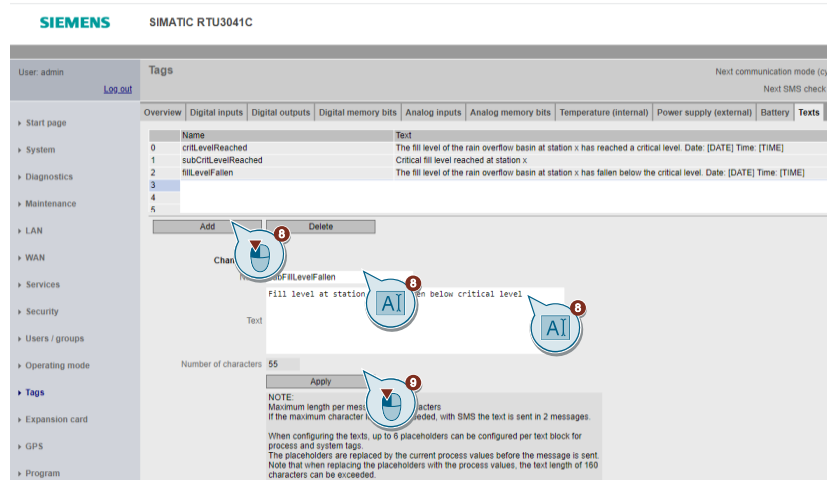 SIEMENS SIMATIC RTU3041C
User: admin
Log out
Tags
Next communication mode (cy
Next SMS check
Overview Digital inputs Digital outputs Digital memory bits Analog inputs Analog memory bits Temperature (internal) Power supply (external) Battery Texts
Start page
System
Diagnostics
Maintenance
LAN
WAN
Services
Security
Users / groups
Operating mode
Tags
Expansion card
GPS
Program
Name Text
0 critLevelReached The fill level of the rain overflow basin at station x has reached a critical level. Date: [DATE] Time: [TIME]
1 subCritLevelReached Critical fill level reached at station x
2 fillLevelFallen The fill level of the rain overflow basin at station x has fallen below the critical level. Date: [DATE] Time: [TIME]
3
4
5
Add Delete
8
Chan
N
bFillLevelFallen
8
Text
Fill level at station en below critical level
8
AI
AI
Number of characters 55
Apply
9
NOTE:
Maximum length per mes acters
If the maximum character eded, with SMS the text is sent in 2 messages.
When configuring the texts, up to 6 placeholders can be configured per text block for
process and system tags.
The placeholders are replaced by the current process values before the message is sent.
Note that when replacing the placeholders with the process values, the text length of 160
characters can be exceeded.